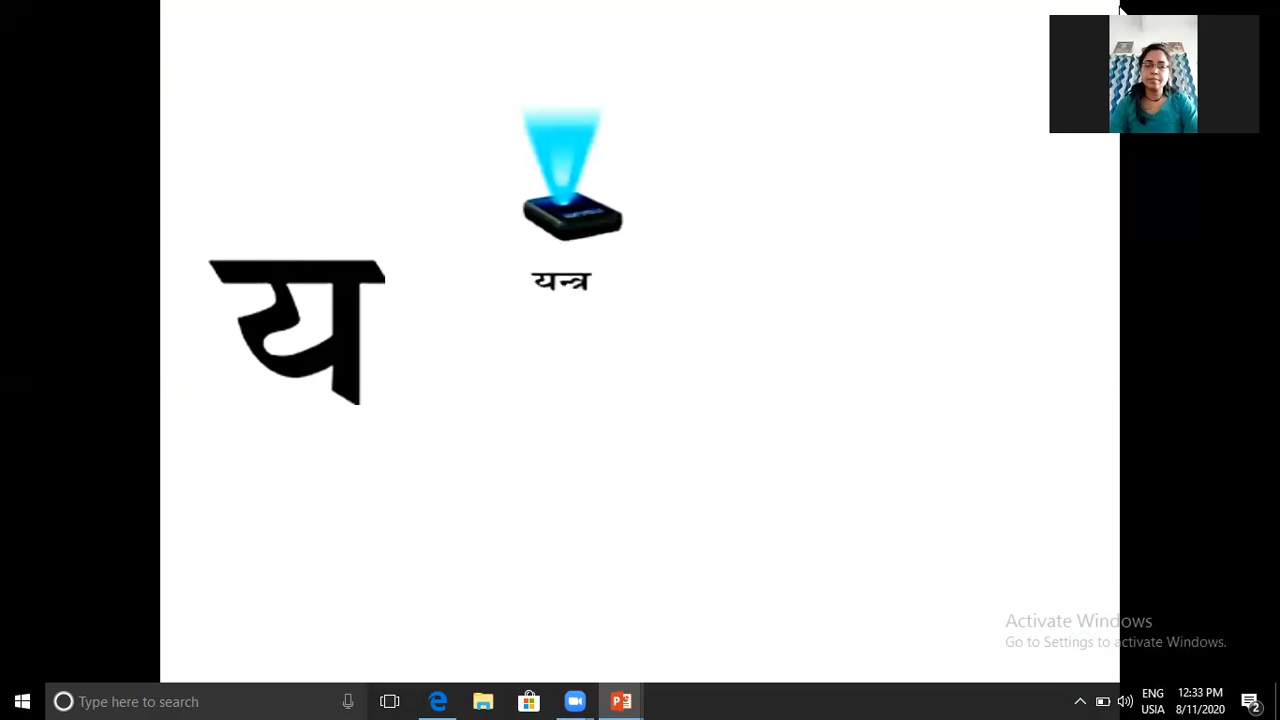 यन्त्र
य
Activate Windows
Go to Settings to activate Windows.
Type here to search
ENG
USIA
12:33 PM
8/11/2020
2